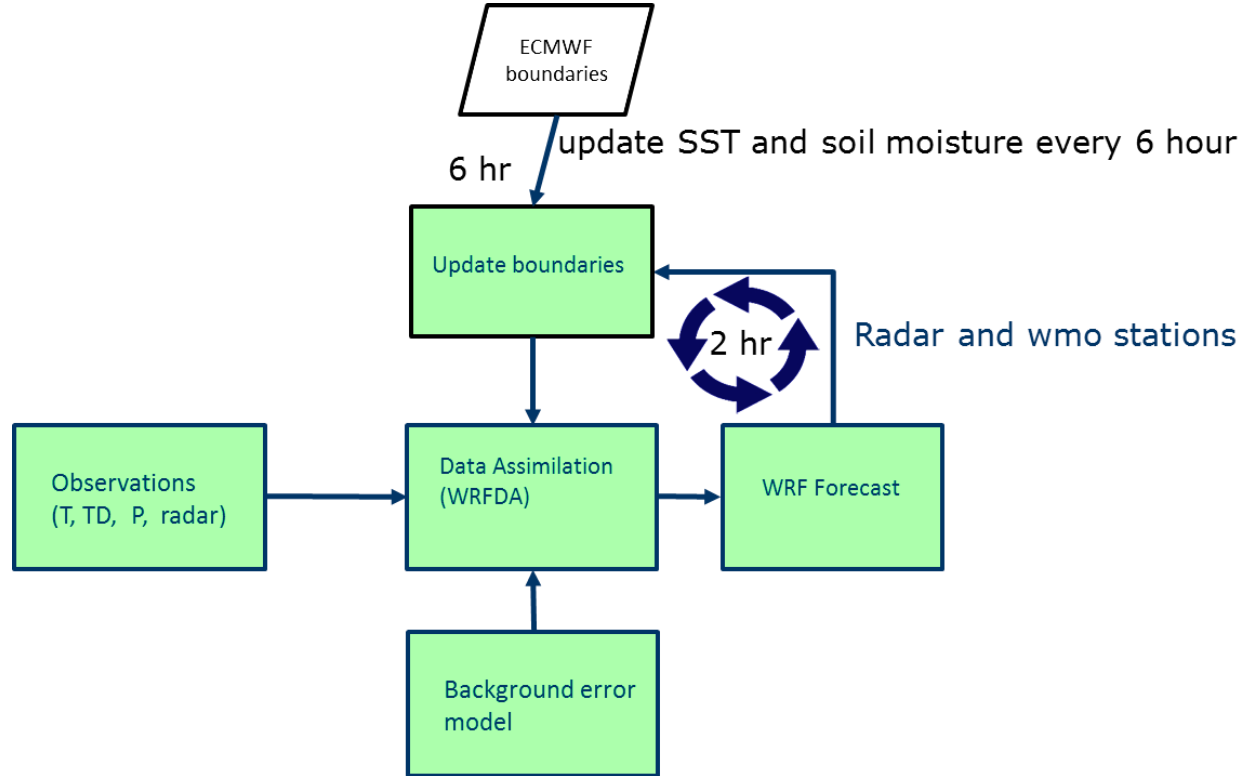 ECMWF
boundaries
update SST and soil moisture every 6 hour
6 hr
Update boundaries
2 hr
Radar and wmo stations
Observations
(T, TD, P, radar)
Data Assimilation
(WRFDA)
WRF Forecast
Background error
model